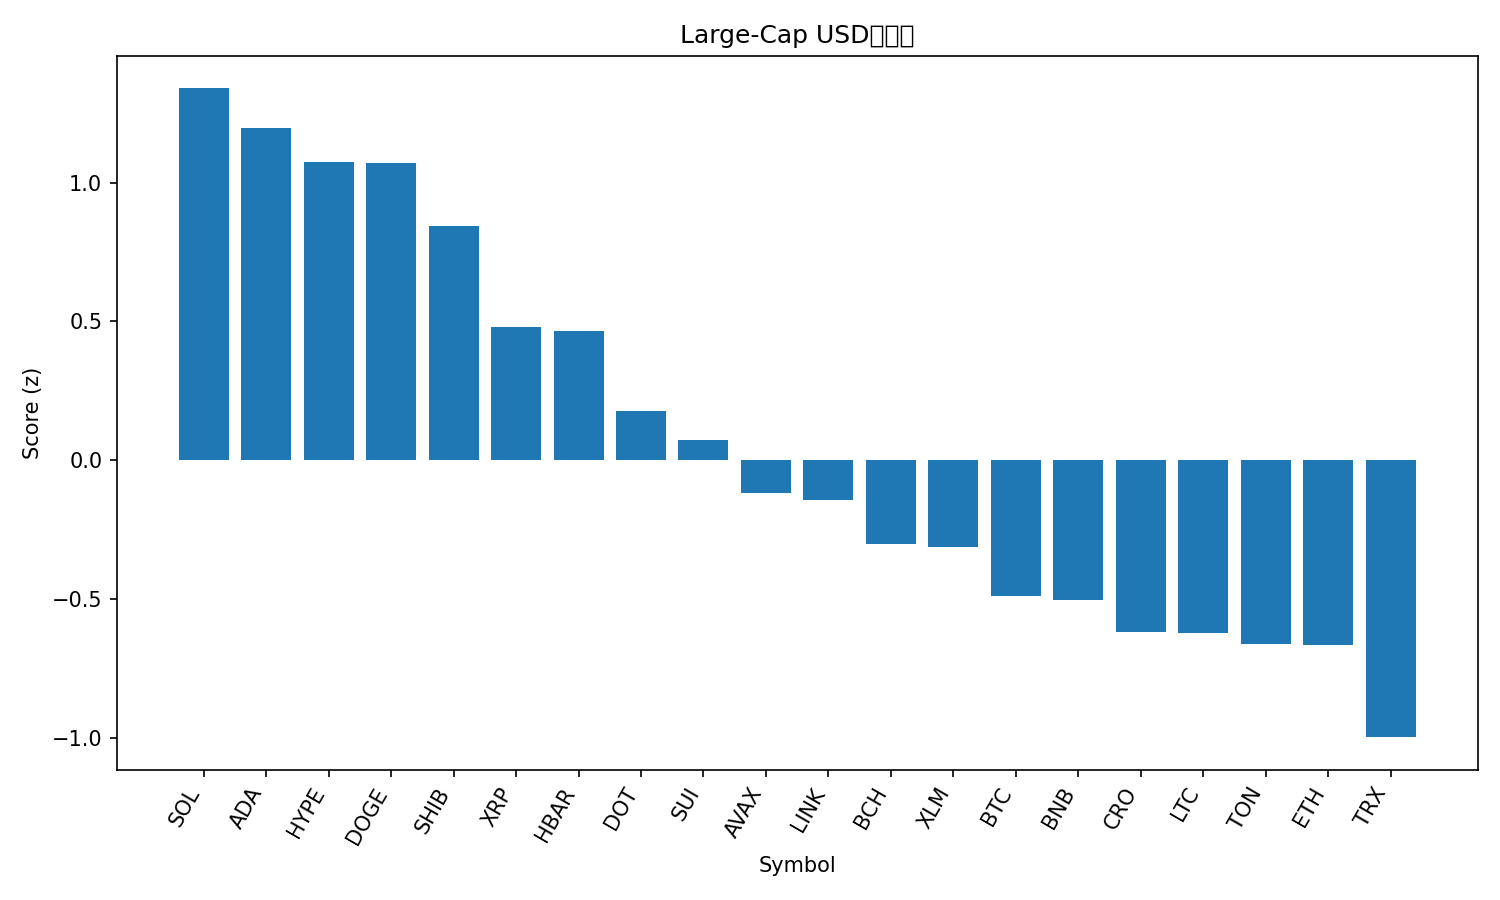 Large-Cap USD
Score (z)
1.0
0.5
0.0
−0.5
−1.0
SOL
ADA
HYPE
DOGE
SHIB
XRP
HBAR
DOT
SUI
AVAX
LINK
BCH
XLM
BTC
BNB
CRO
LTC
TON
ETH
TRX
Symbol